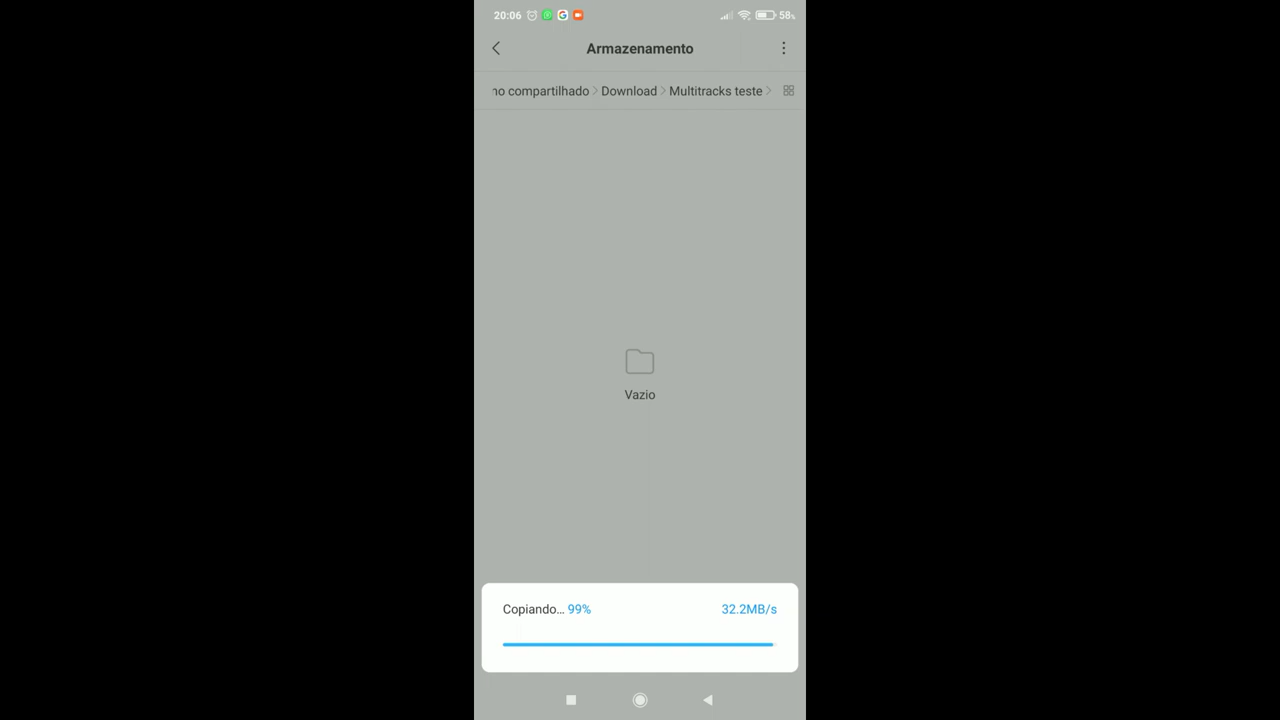 20:06 58%
Armazenamento
no compartilhado > Download > Multitracks teste >
Vazio
Copiando... 99% 32.2MB/s